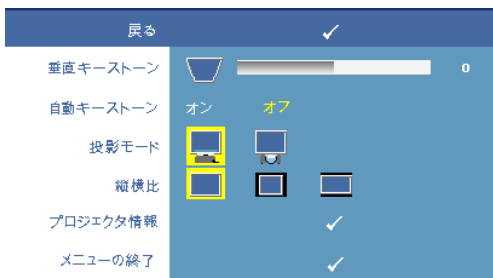 戻る
垂直キーストーン 0
自動キーストーン オン オフ
投影モード
縦横比
プロジェクタ情報
メニューの終了